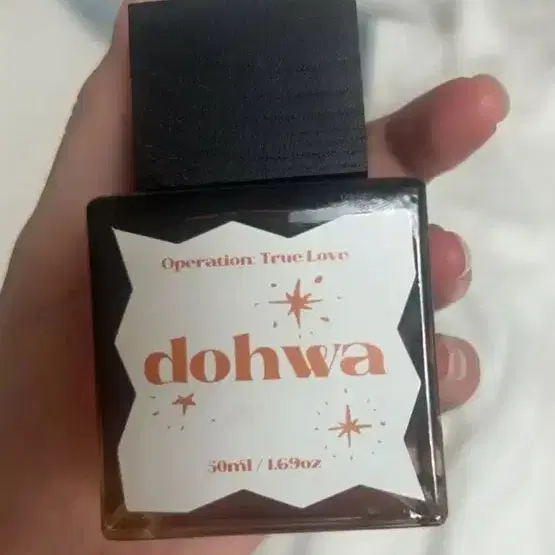 Operation: True Love
dohwa
50ml / 1.69oz